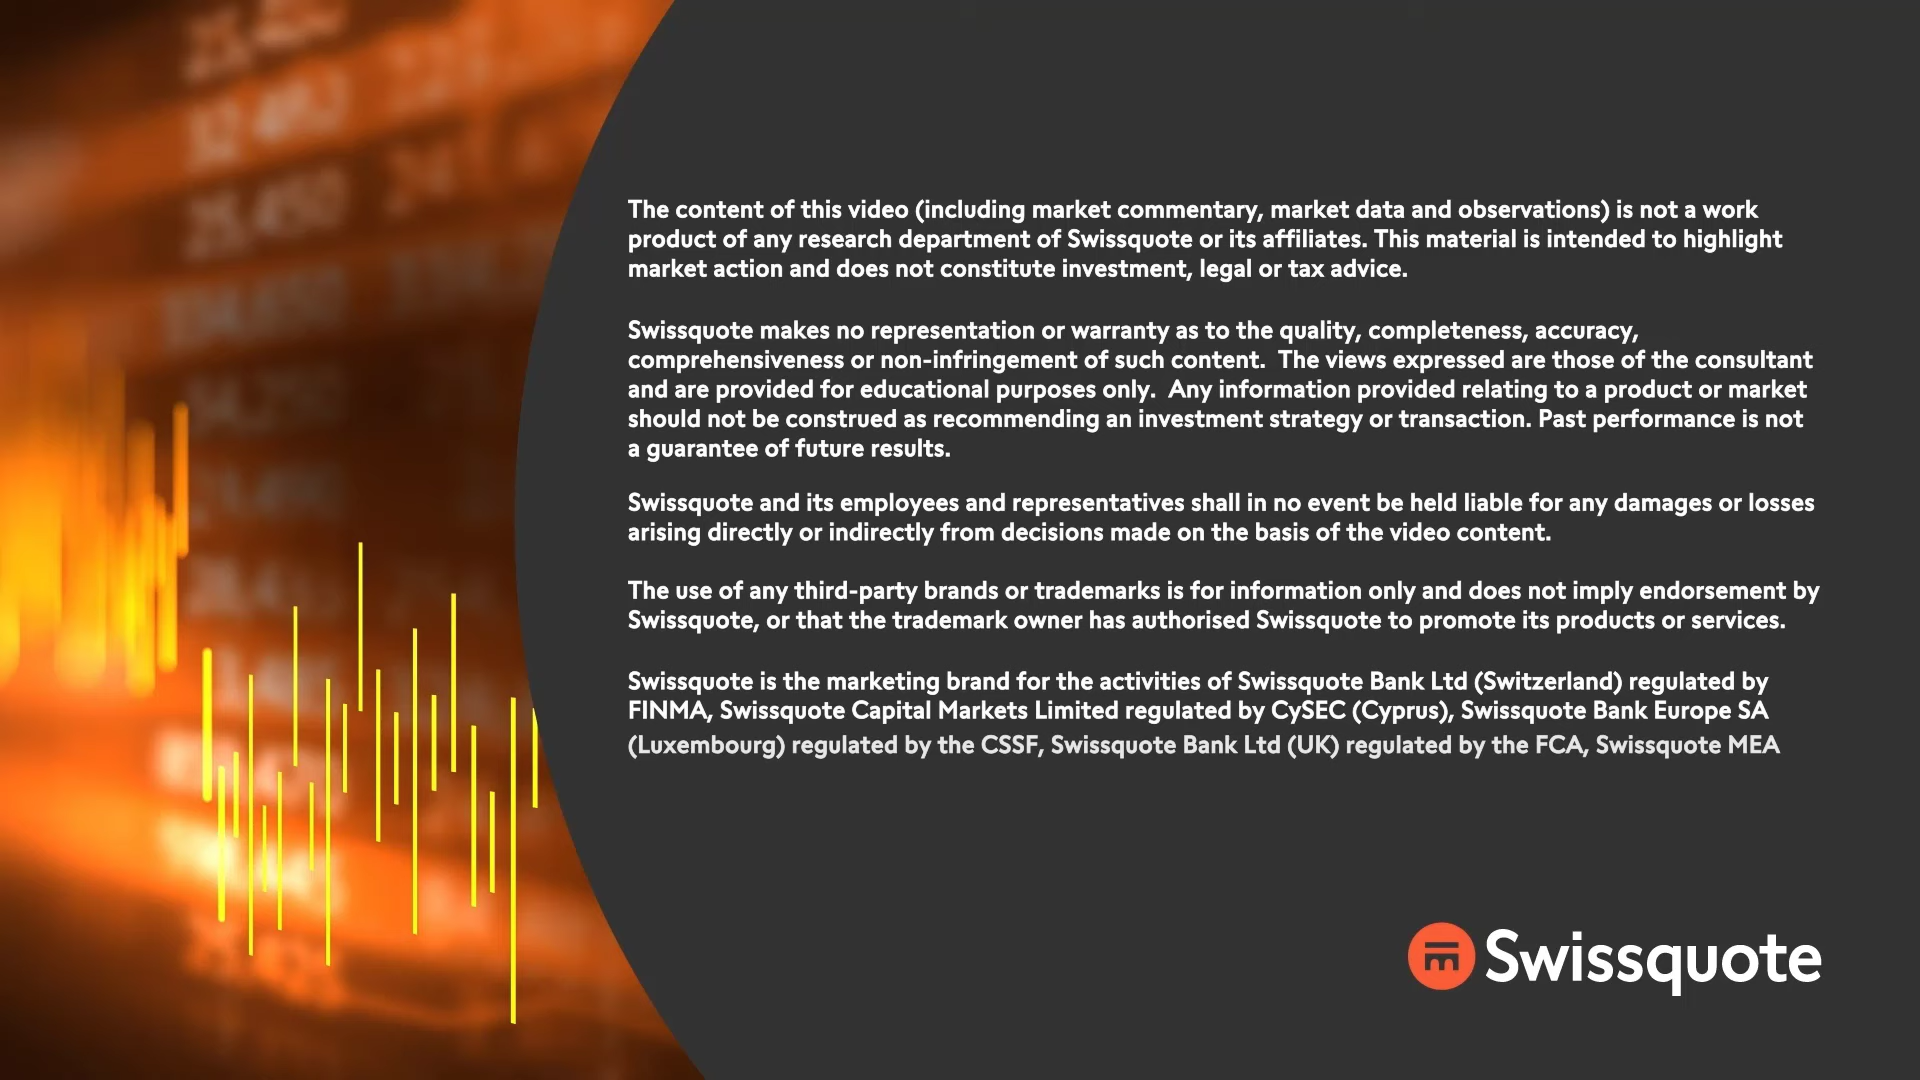 The content of this video (including market commentary, market data and observations) is not a work
product of any research department of Swissquote or its affiliates. This material is intended to highlight
market action and does not constitute investment, legal or tax advice.
Swissquote makes no representation or warranty as to the quality, completeness, accuracy,
comprehensiveness or non-infringement of such content.  The views expressed are those of the consultant
and are provided for educational purposes only.  Any information provided relating to a product or market
should not be construed as recommending an investment strategy or transaction. Past performance is not
a guarantee of future results.
Swissquote and its employees and representatives shall in no event be held liable for any damages or losses
arising directly or indirectly from decisions made on the basis of the video content.
The use of any third-party brands or trademarks is for information only and does not imply endorsement by
Swissquote, or that the trademark owner has authorised Swissquote to promote its products or services.
Swissquote is the marketing brand for the activities of Swissquote Bank Ltd (Switzerland) regulated by
FINMA, Swissquote Capital Markets Limited regulated by CySEC (Cyprus), Swissquote Bank Europe SA
(Luxembourg) regulated by the CSSF, Swissquote Bank Ltd (UK) regulated by the FCA, Swissquote MEA
Swissquote